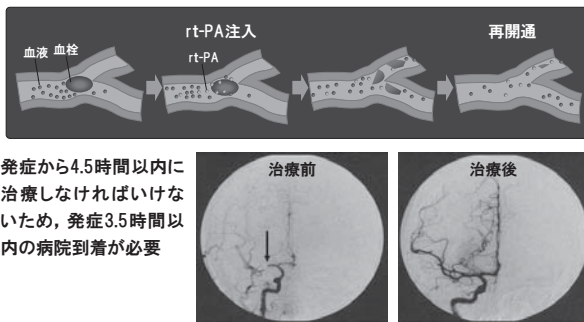 rt-PA注入
再開通
血液 血栓
rt-PA
発症から4.5時間以内に
治療しなければいけな
いため，発症3.5時間以
内の病院到着が必要
治療前
治療後